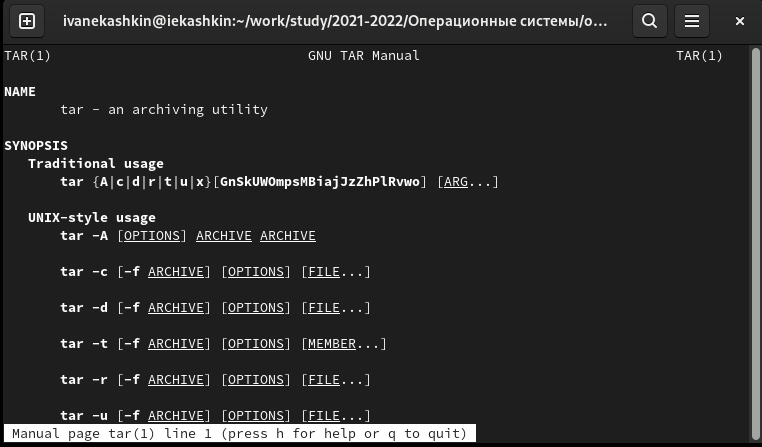 ivanekashkin@iekashkin:~/work/study/2021-2022/Операционные системы/о…
TAR(1) GNU TAR Manual TAR(1)
NAME
tar - an archiving utility
SYNOPSIS
Traditional usage
tar {A|c|d|r|t|u|x}[GnSkUWOmpsMBiajJzZhPlRvwo] [ARG...]
UNIX-style usage
tar -A [OPTIONS] ARCHIVE ARCHIVE
tar -c [-f ARCHIVE] [OPTIONS] [FILE...]
tar -d [-f ARCHIVE] [OPTIONS] [FILE...]
tar -t [-f ARCHIVE] [OPTIONS] [MEMBER...]
tar -r [-f ARCHIVE] [OPTIONS] [FILE...]
tar -u [-f ARCHIVE] [OPTIONS] [FILE...]
Manual page tar(1) line 1 (press h for help or q to quit)